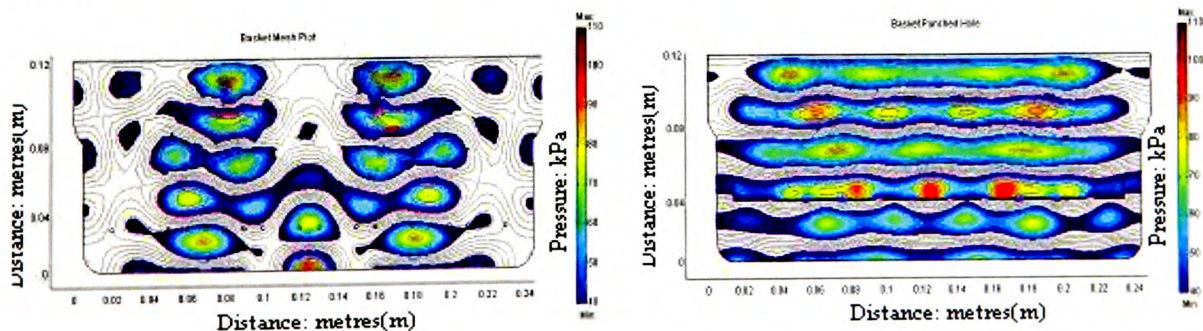 Basket Mesh Plot
Max:
110
100
90
80
70
60
50
Min:
0.12
0.04
0
0 0.02 0.04 0.06 0.08 0.1 0.12 0.14 0.16 0.18 0.2 0.22 0.24
Distance: metres(m)
Distance: metres(m)
Pressure: kPa
Basket Punched Hole
Max:
110
100
90
80
70
60
50
40
Min:
0.12
0.04
0
0 0.02 0.04 0.06 0.08 0.1 0.12 0.14 0.16 0.18 0.2 0.22 0.24
Distance: metres(m)
Distance: metres(m)
Pressure: kPa